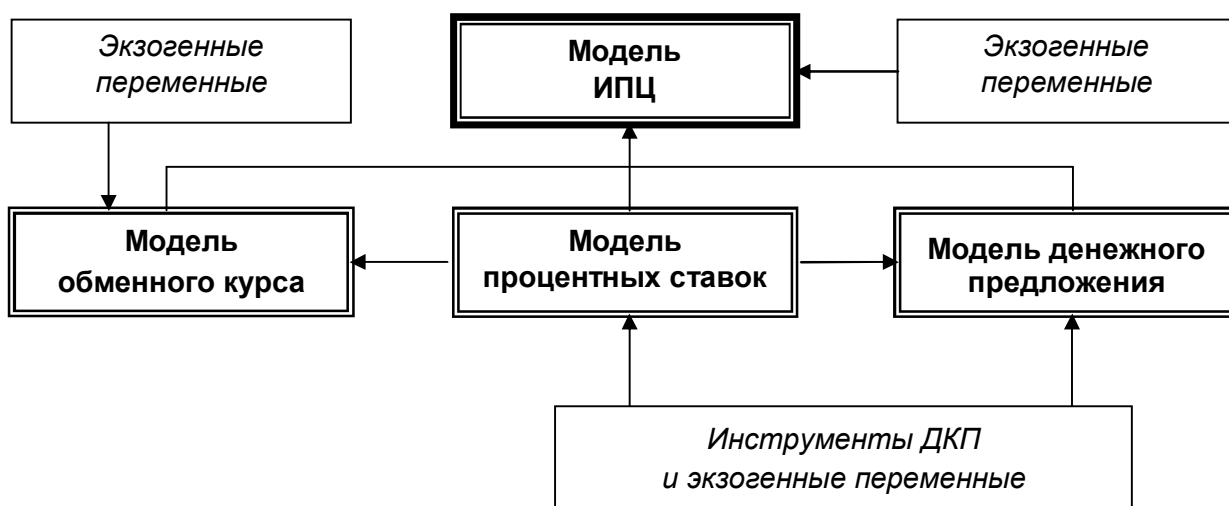 Экзогенные
переменные
Модель
ИПЦ
Экзогенные
переменные
Модель
обменного курса
Модель
процентных ставок
Модель денежного
предложения
Инструменты ДКП
и экзогенные переменные